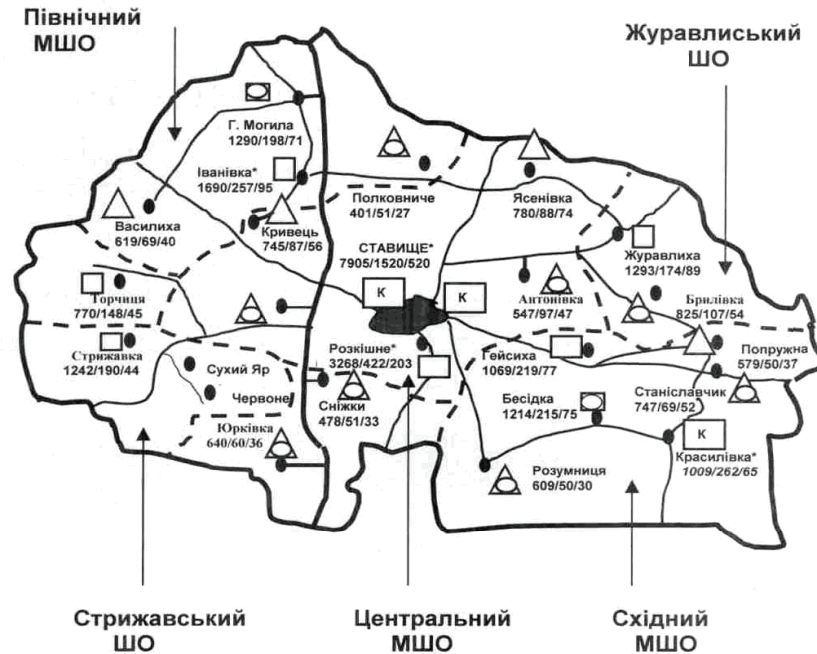 Північний
МШО
Журавлиський
ШО
Г. Могила
1290/198/71
Іванівка*
1690/257/95
Полковниче
401/51/27
Ясенівка
780/88/74
Василиха
619/69/40
Кривець
745/87/56
СТАВИЩЕ*
7905/1520/520
Журавлиха
1293/174/89
К
К
Торчиця
770/148/45
Антонівка
547/97/47
Брилівка
825/107/54
Стрижавка
1242/190/44
Розкішне*
3268/422/203
Гейсиха
1069/219/77
Попружна
579/50/37
Сухий Яр
Червоне
Сніжки
478/51/33
Бесідка
1214/215/75
Станіславчик
747/69/52
К
Юрківка
640/60/36
Розумниця
609/50/30
Красилівка*
1009/262/65
Стрижавський
ШО
Центральний
МШО
Східний
МШО